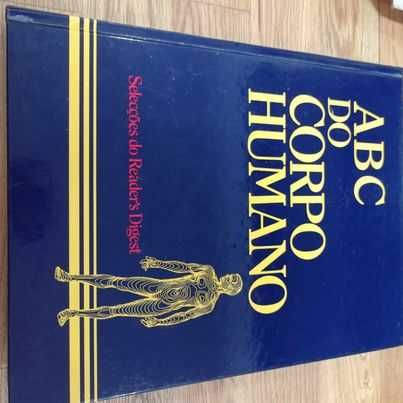 ABC
DO
CORPO
HUMANO
Selecções do Reader's Digest